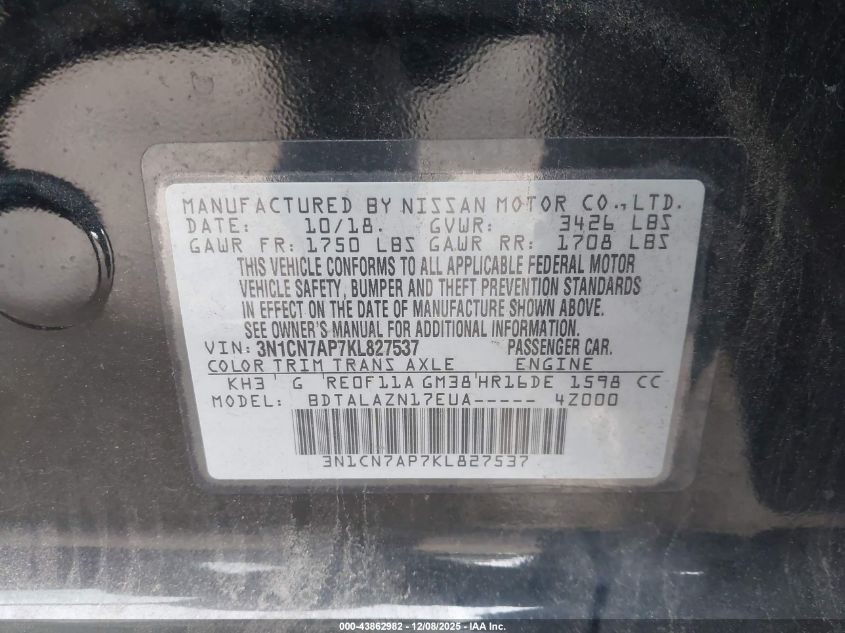 MANUFACTURED BY NISSAN MOTOR CO.,LTD.
DATE: 10/18. GVWR: 3426 LBS
GAWR FR: 1750 LBS GAWR RR: 1708 LBS
THIS VEHICLE CONFORMS TO ALL APPLICABLE FEDERAL MOTOR
VEHICLE SAFETY, BUMPER AND THEFT PREVENTION STANDARDS
IN EFFECT ON THE DATE OF MANUFACTURE SHOWN ABOVE.
SEE OWNER'S MANUAL FOR ADDITIONAL INFORMATION.
VIN: 3N1CN7AP7KL827537 PASSENGER CAR.
COLOR TRIM TRANS AXLE ENGINE
KH3 G RE0F11A GM38 HR16DE 1598 CC
MODEL: BDTALAZN17EUA----- 4Z000
3N1CN7AP7KL827537
000-43862982 - 12/08/2025 - IAA Inc.